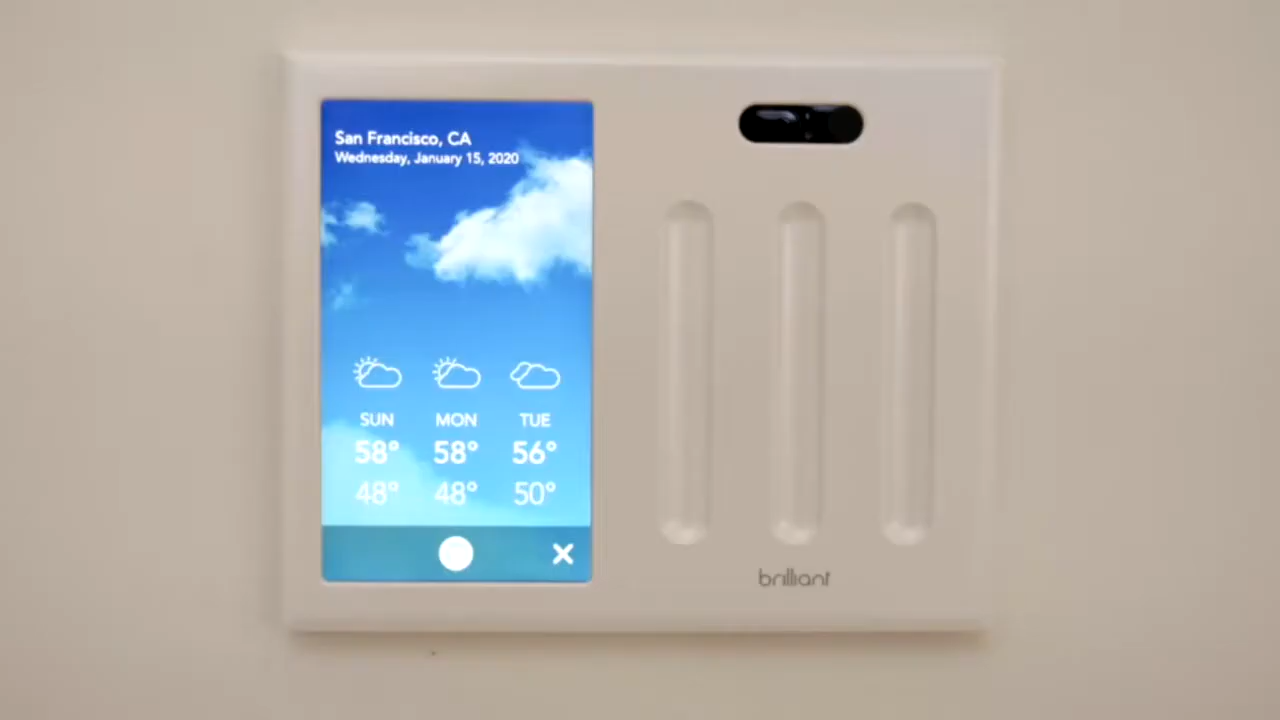 San Francisco, CA
Wednesday, January 15, 2020
SUN MON TUE
58° 58° 56°
48° 48° 50°
brilliant